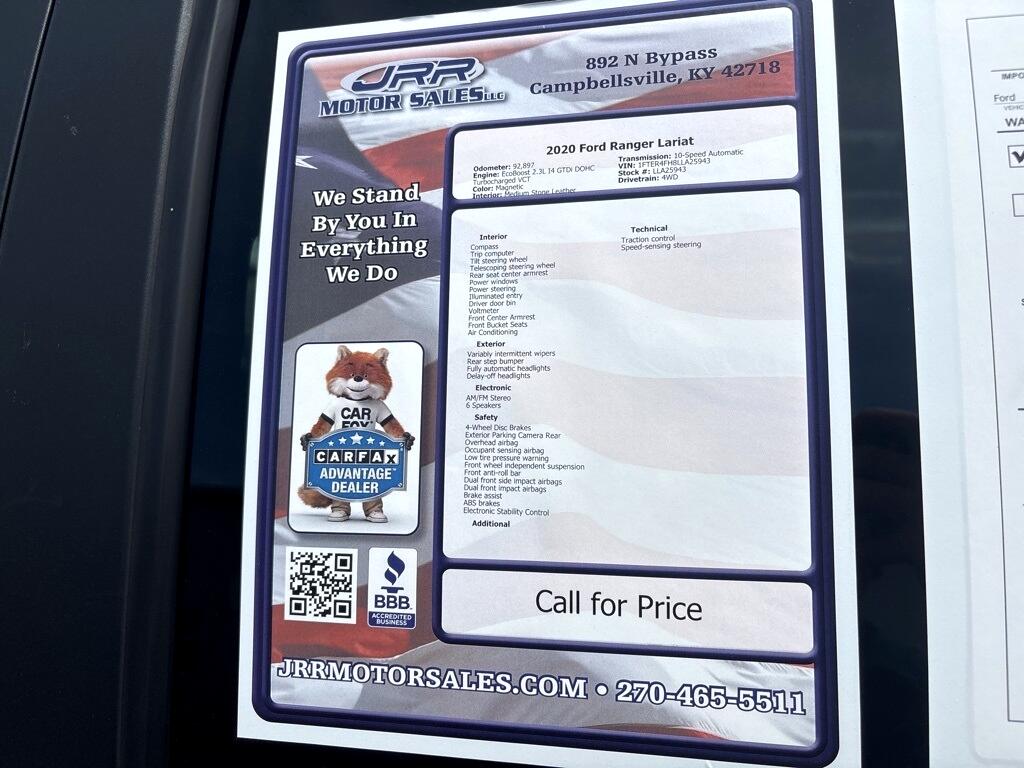 JRR
MOTOR SALES LLC
892 N Bypass
Campbellsville, KY 42718
We Stand
By You In
Everything
We Do
2020 Ford Ranger Lariat
Odometer: 92,897
Engine: EcoBoost 2.3L I4 GTDi DOHC
Turbocharged VCT
Color: Magnetic
Interior: Medium Stone Leather
Transmission: 10-Speed Automatic
VIN: 1FTER4FH8LLA25943
Stock #: LLA25943
Drivetrain: 4WD
Interior
Compass
Trip computer
Tilt steering wheel
Telescoping steering wheel
Rear seat center armrest
Power windows
Power steering
Illuminated entry
Driver door bin
Voltmeter
Front Center Armrest
Front Bucket Seats
Air Conditioning
Exterior
Variably intermittent wipers
Rear step bumper
Fully automatic headlights
Delay-off headlights
Electronic
AM/FM Stereo
6 Speakers
Safety
4-Wheel Disc Brakes
Exterior Parking Camera Rear
Overhead airbag
Occupant sensing airbag
Low tire pressure warning
Front wheel independent suspension
Front anti-roll bar
Dual front side impact airbags
Dual front impact airbags
Brake assist
ABS brakes
Electronic Stability Control
Additional
Technical
Traction control
Speed-sensing steering
CAR
FOX
CARFAX
ADVANTAGE™
DEALER
BBB
ACCREDITED
BUSINESS
Call for Price
JRRMOTORSALES.COM • 270-465-5511
IMPO
Ford
VEHIC
WA